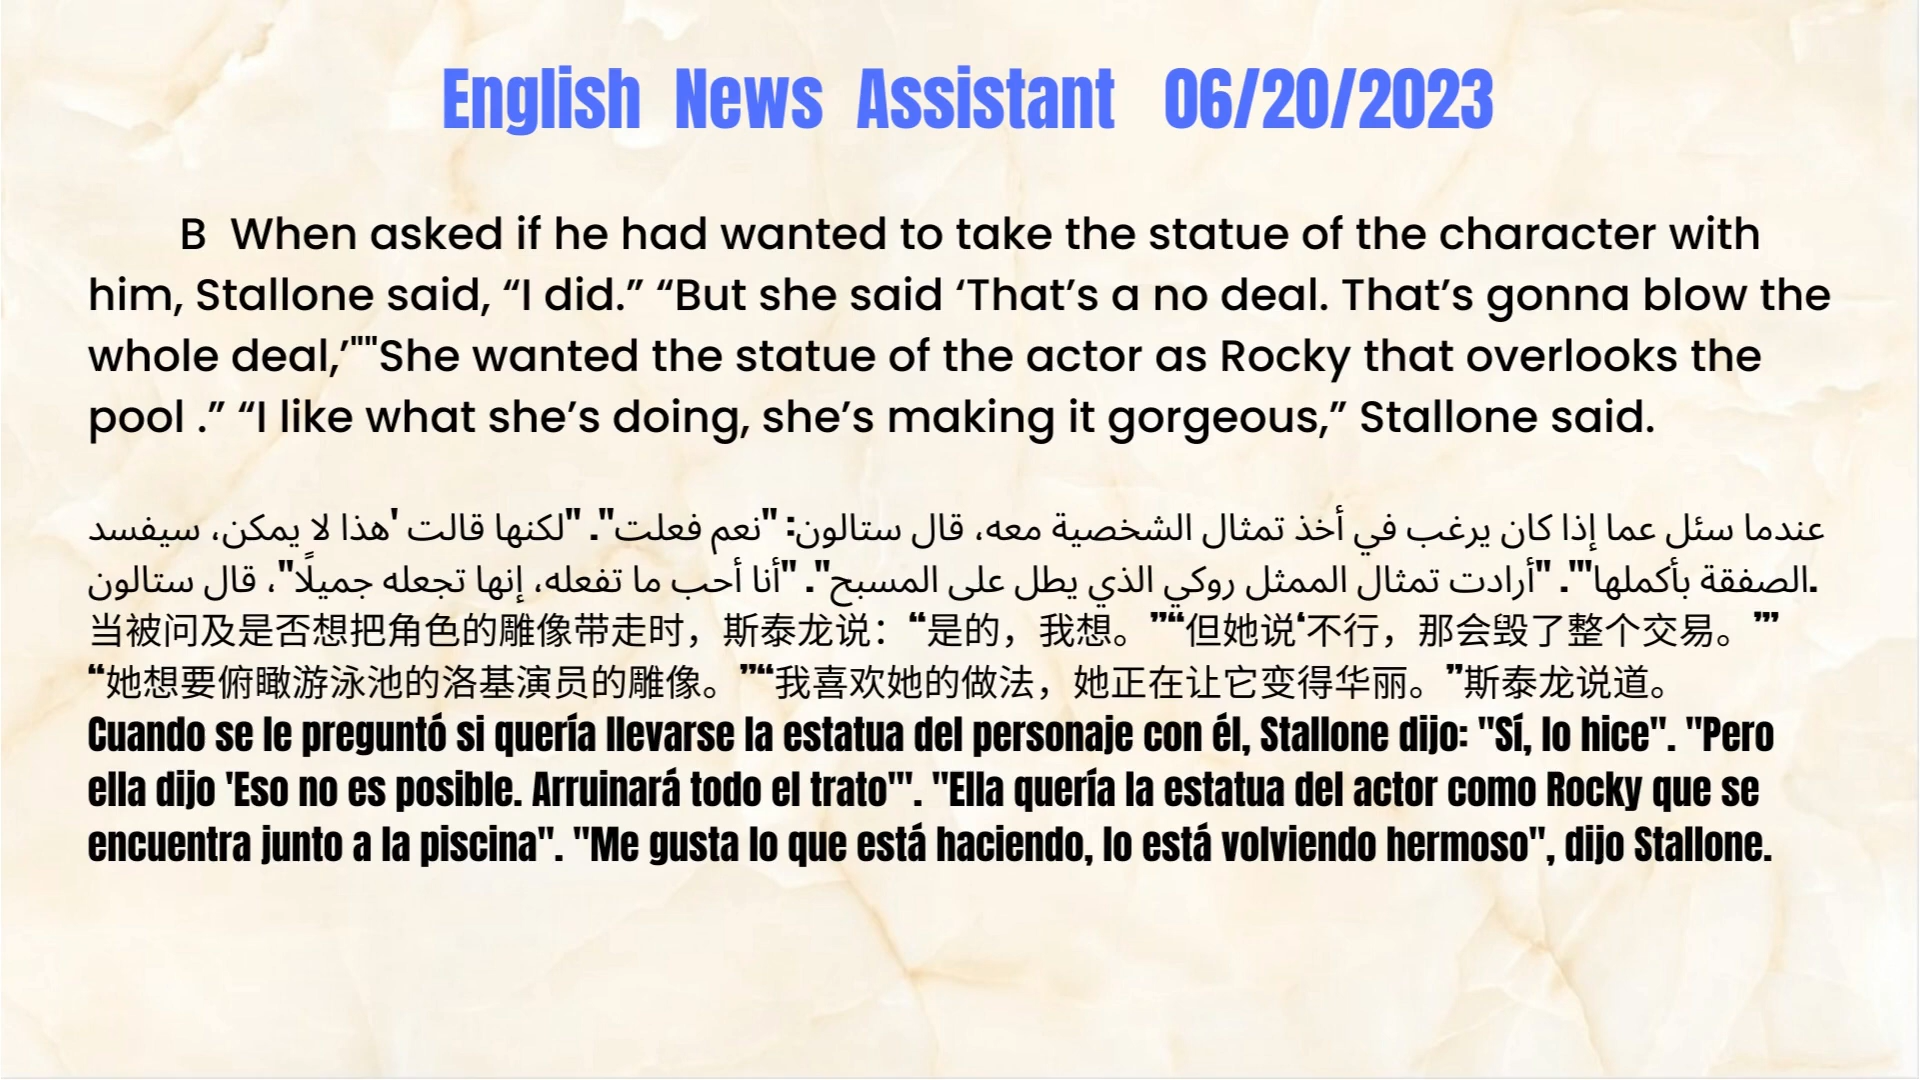 English News Assistant 06/20/2023
B When asked if he had wanted to take the statue of the character with
him, Stallone said, “I did.” “But she said ‘That’s a no deal. That’s gonna blow the
whole deal,’""She wanted the statue of the actor as Rocky that overlooks the
pool .” “I like what she’s doing, she’s making it gorgeous,” Stallone said.
عندما سئل عما إذا كان يرغب في أخذ تمثال الشخصية معه، قال ستالون: "نعم فعلت". "لكنها قالت 'هذا لا يمكن، سيفسد
الصفقة بأكملها'". "أرادت تمثال الممثل روكي الذي يطل على المسبح". "أنا أحب ما تفعله، إنها تجعله جميلًا"، قال ستالون.
当被问及是否想把角色的雕像带走时，斯泰龙说：“是的，我想。”“但她说‘不行，那会毁了整个交易。’”
“她想要俯瞰游泳池的洛基演员的雕像。”“我喜欢她的做法，她正在让它变得华丽。”斯泰龙说道。
Cuando se le preguntó si quería llevarse la estatua del personaje con él, Stallone dijo: "Sí, lo hice". "Pero
ella dijo 'Eso no es posible. Arruinará todo el trato'". "Ella quería la estatua del actor como Rocky que se
encuentra junto a la piscina". "Me gusta lo que está haciendo, lo está volviendo hermoso", dijo Stallone.